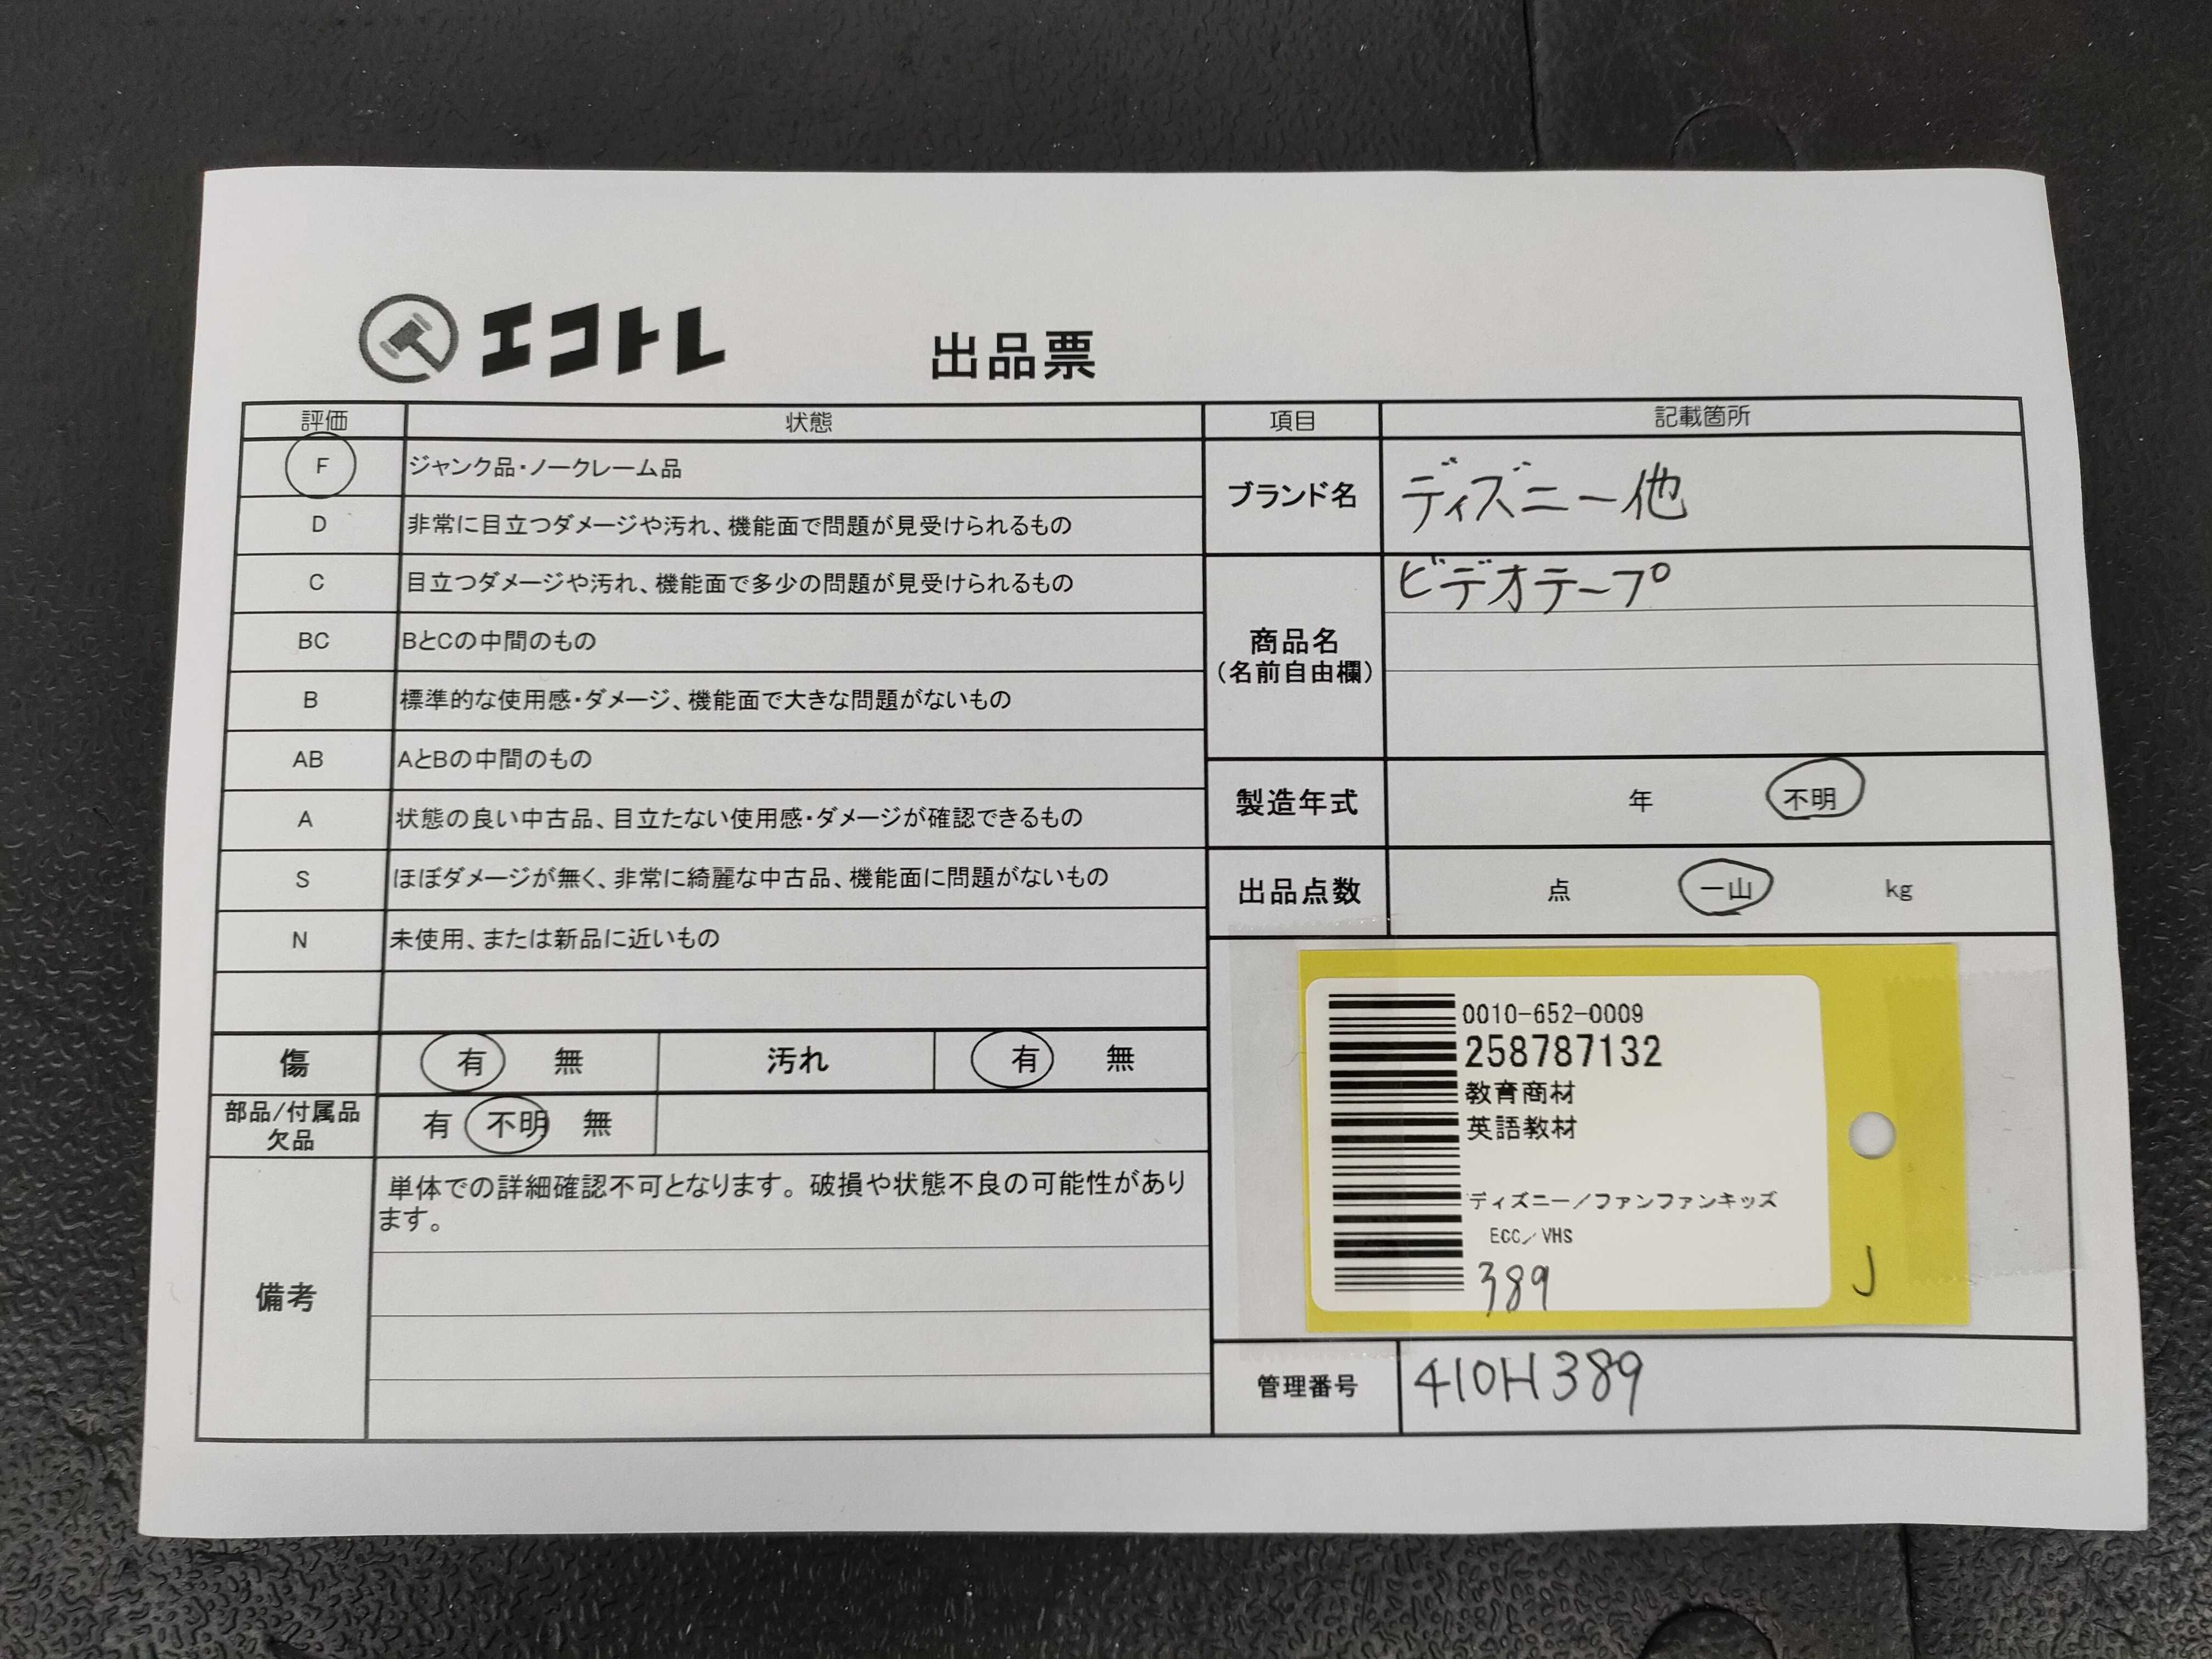 エコトレ
出品票
評価 状態
F ジャンク品・ノークレーム品
D 非常に目立つダメージや汚れ、機能面で問題が見受けられるもの
C 目立つダメージや汚れ、機能面で多少の問題が見受けられるもの
BC BとCの中間のもの
B 標準的な使用感・ダメージ、機能面で大きな問題がないもの
AB AとBの中間のもの
A 状態の良い中古品、目立たない使用感・ダメージが確認できるもの
S ほぼダメージが無く、非常に綺麗な中古品、機能面に問題がないもの
N 未使用、または新品に近いもの
傷 有 無 汚れ 有 無
部品/付属品
欠品
有 不明 無
備考
単体での詳細確認不可となります。破損や状態不良の可能性があり
ます。
項目 記載箇所
ブランド名 ディズニー他
商品名
(名前自由欄)
ビデオテープ
製造年式 年 不明
出品点数 点 一山 kg
0010-652-0009
258787132
教育商材
英語教材
ディズニー/ファンファンキッズ
ECC/VHS
389
J
管理番号 410H389